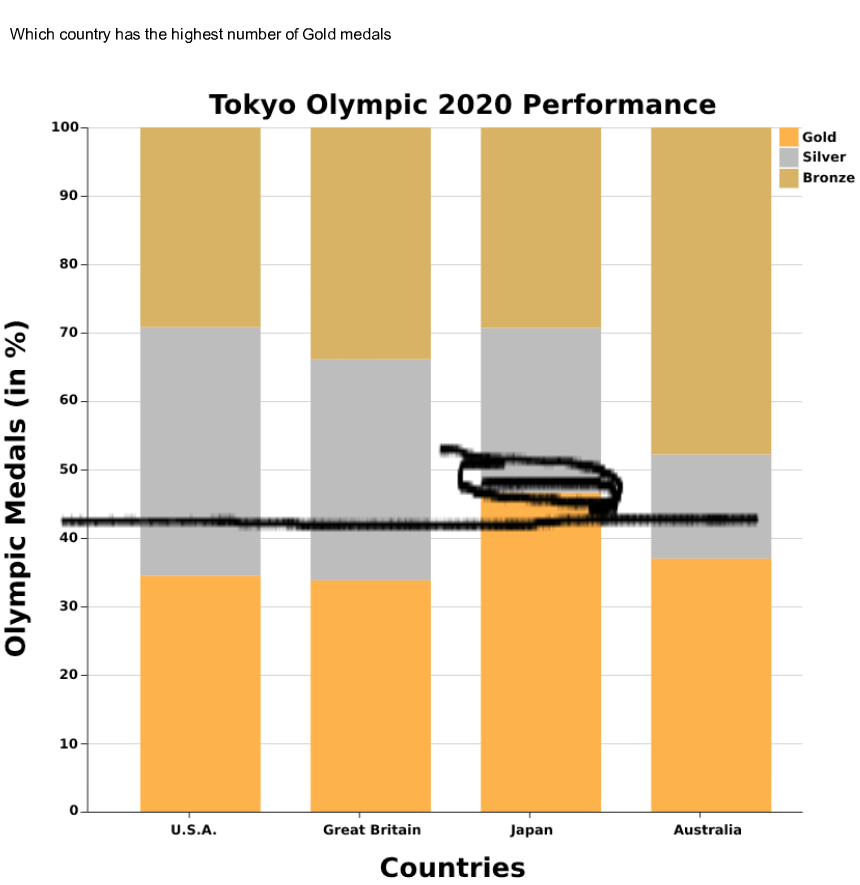 Which country has the highest number of Gold medals
Tokyo Olympic 2020 Performance
Gold
Silver
Bronze
100
90
80
70
60
50
40
30
20
10
0
Olympic Medals (in %)
U.S.A. Great Britain Japan Australia
Countries